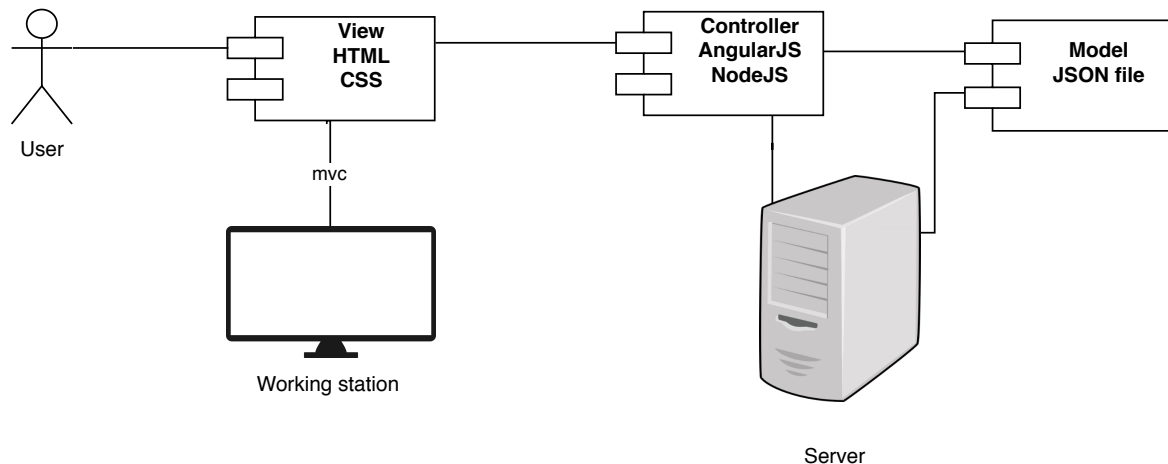 View
HTML
CSS
Controller
AngularJS
NodeJS
Model
JSON file
User
mvc
Working station
Server